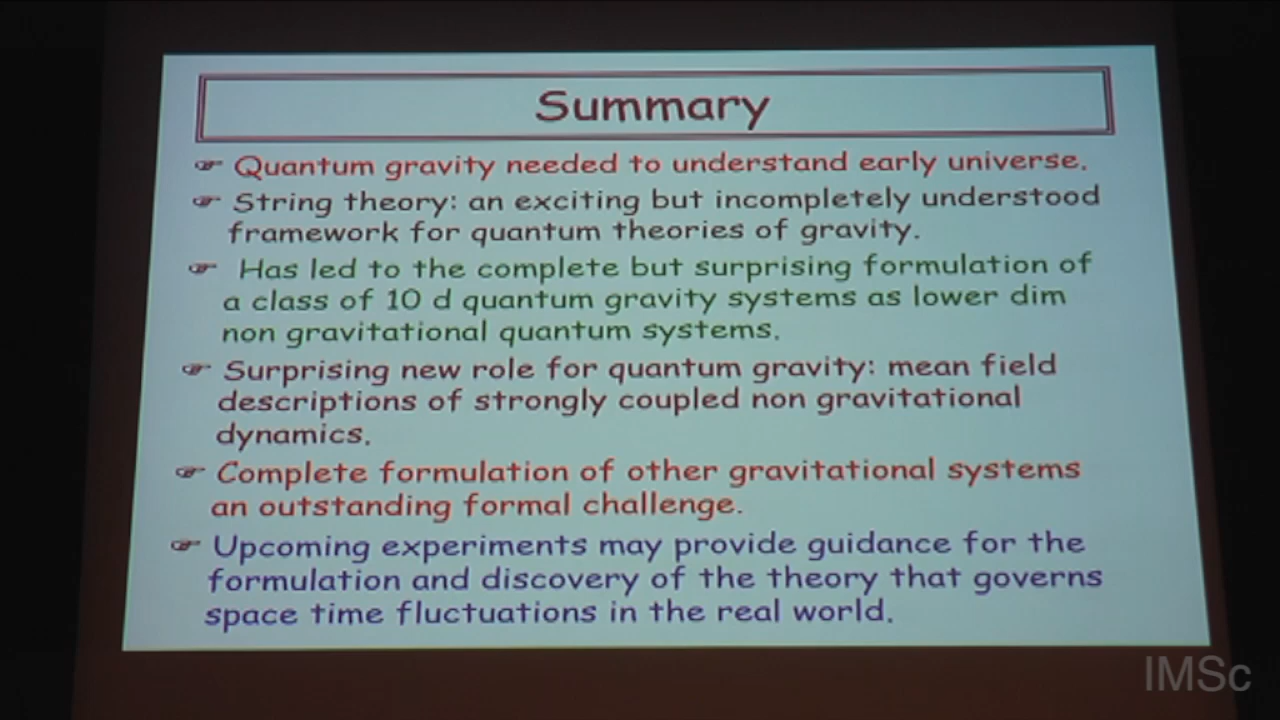 Summary
☞ Quantum gravity needed to understand early universe.
☞ String theory: an exciting but incompletely understood
framework for quantum theories of gravity.
☞ Has led to the complete but surprising formulation of
a class of 10 d quantum gravity systems as lower dim
non gravitational quantum systems.
☞ Surprising new role for quantum gravity: mean field
descriptions of strongly coupled non gravitational
dynamics.
☞ Complete formulation of other gravitational systems
an outstanding formal challenge.
☞ Upcoming experiments may provide guidance for the
formulation and discovery of the theory that governs
space time fluctuations in the real world.
IMSc